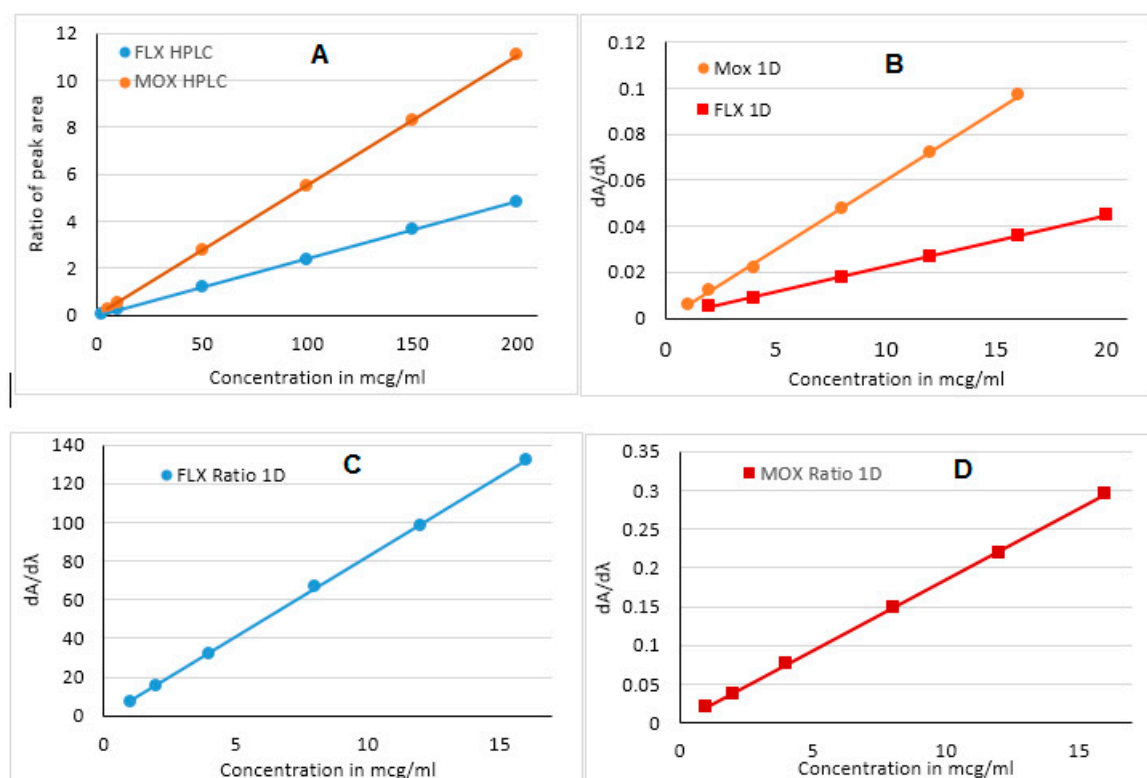 A
FLX HPLC
MOX HPLC
Ratio of peak area
12
10
8
6
4
2
0
0 50 100 150 200
Concentration in mcg/ml
B
Mox 1D
FLX 1D
dA/dλ
0.12
0.1
0.08
0.06
0.04
0.02
0
0 5 10 15 20
Concentration in mcg/ml
C
FLX Ratio 1D
dA/dλ
140
120
100
80
60
40
20
0
0 5 10 15
Concentration in mcg/ml
D
MOX Ratio 1D
dA/dλ
0.35
0.3
0.25
0.2
0.15
0.1
0.05
0
0 5 10 15
Concentration in mcg/ml